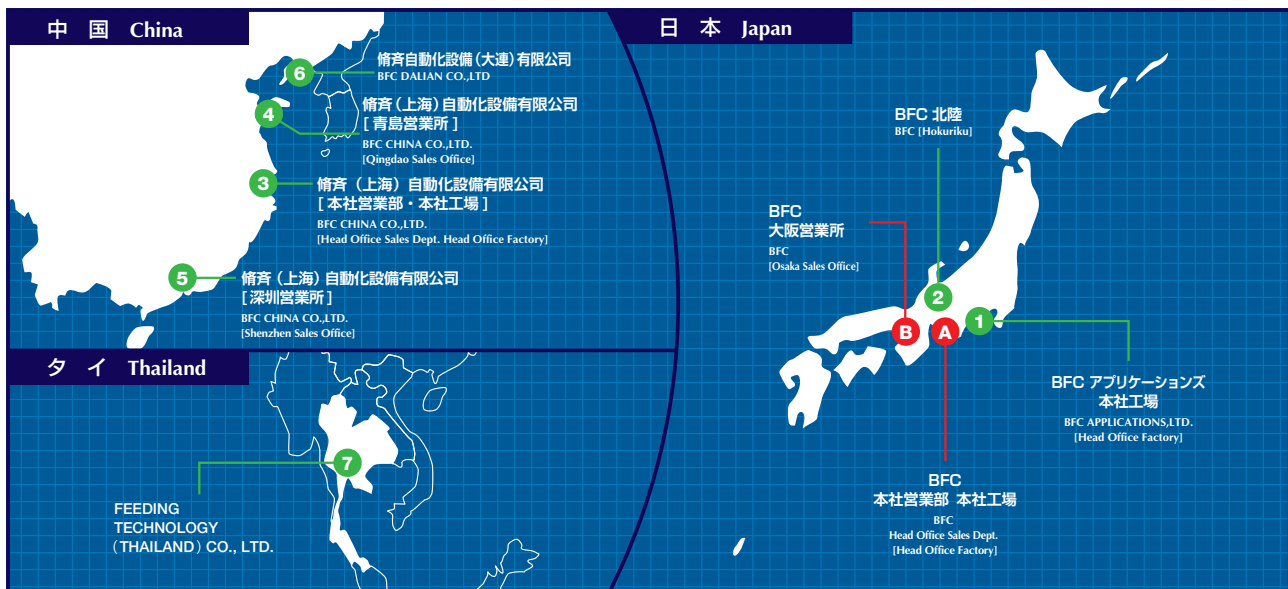 中 国 China
6
脩斉自動化設備（大連）有限公司
BFC DALIAN CO.,LTD
4
脩斉（上海）自動化設備有限公司
[ 青島営業所 ]
BFC CHINA CO.,LTD.
[Qingdao Sales Office]
3
脩斉（上海）自動化設備有限公司
[ 本社営業部・本社工場 ]
BFC CHINA CO.,LTD.
[Head Office Sales Dept. Head Office Factory]
5
脩斉（上海）自動化設備有限公司
[ 深圳営業所 ]
BFC CHINA CO.,LTD.
[Shenzhen Sales Office]
タ イ Thailand
7
FEEDING
TECHNOLOGY
（THAILAND）CO., LTD.
日 本 Japan
BFC 北陸
BFC [Hokuriku]
BFC
大阪営業所
BFC
[Osaka Sales Office]
2
B
A
1
BFC アプリケーションズ
本社工場
BFC APPLICATIONS,LTD.
[Head Office Factory]
BFC
本社営業部 本社工場
BFC
Head Office Sales Dept.
[Head Office Factory]